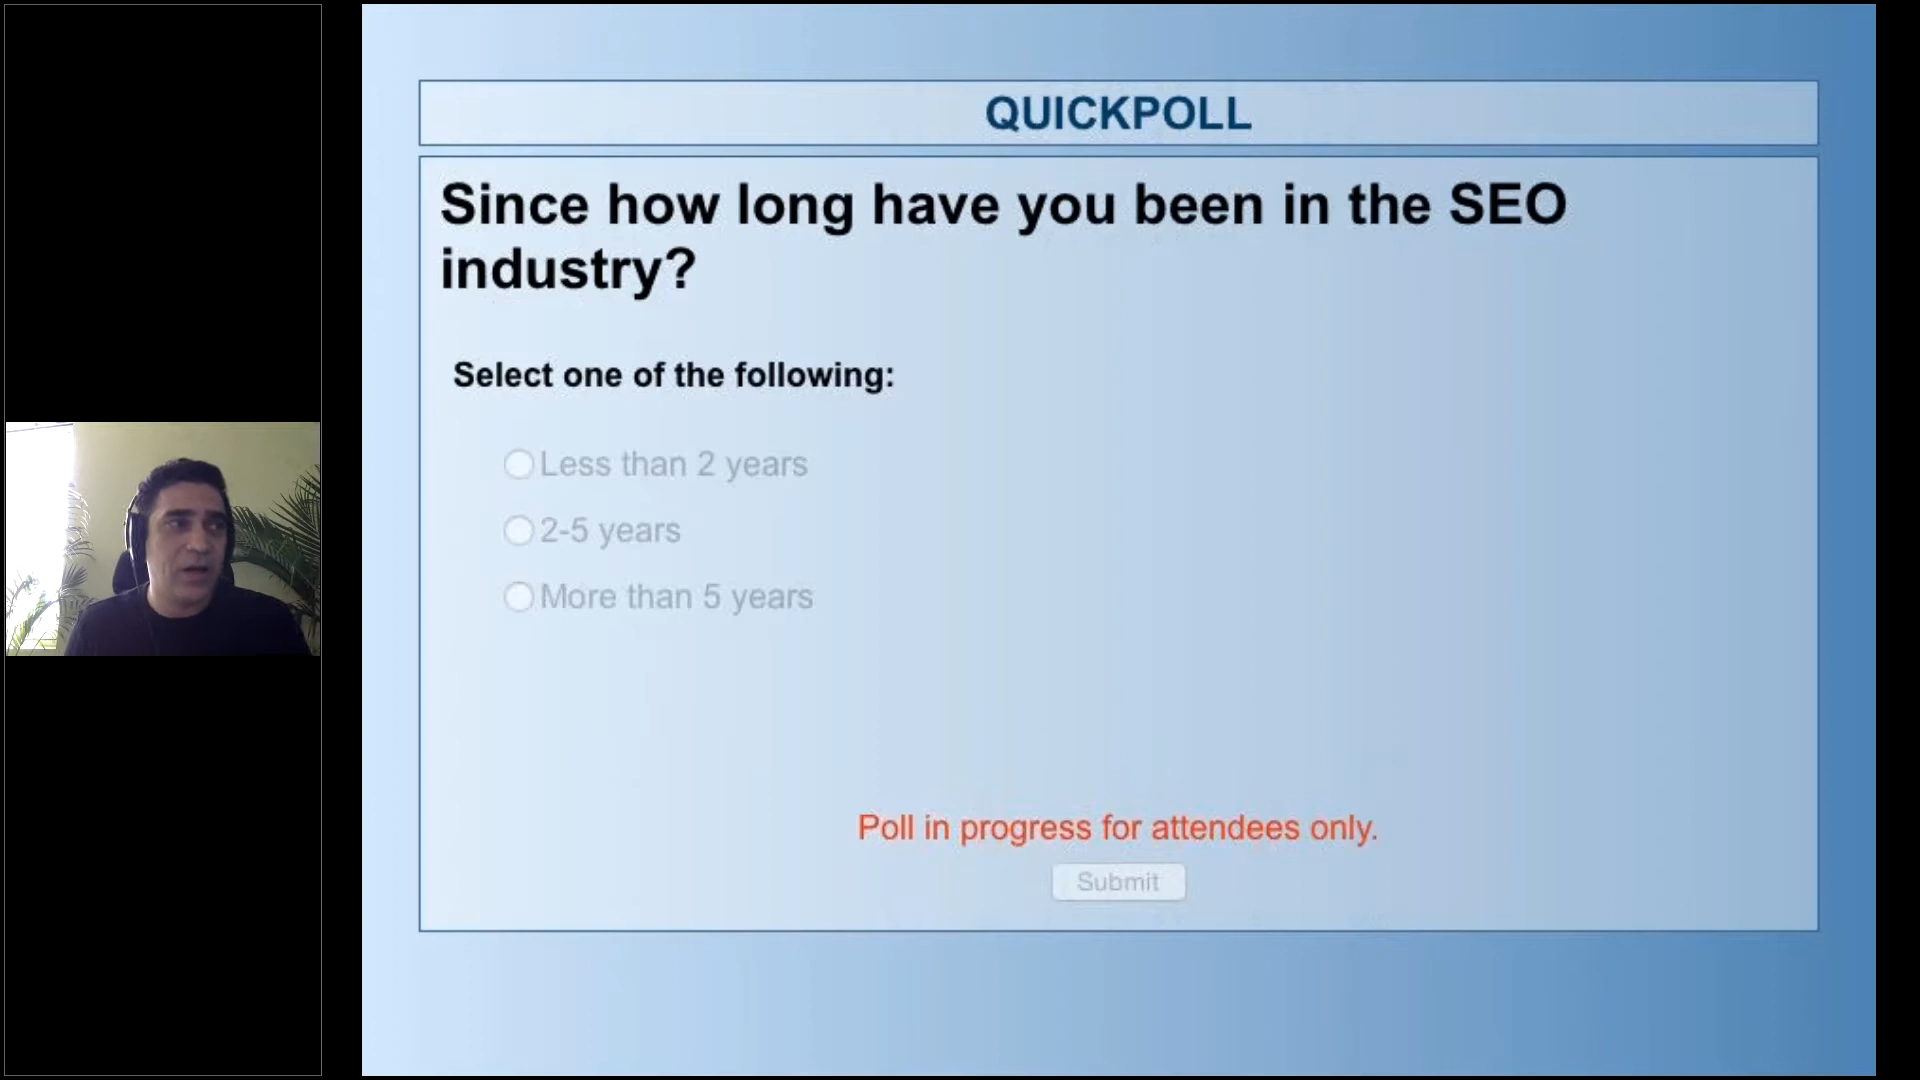 QUICKPOLL
Since how long have you been in the SEO
industry?
Select one of the following:
Less than 2 years
2-5 years
More than 5 years
Poll in progress for attendees only.
Submit